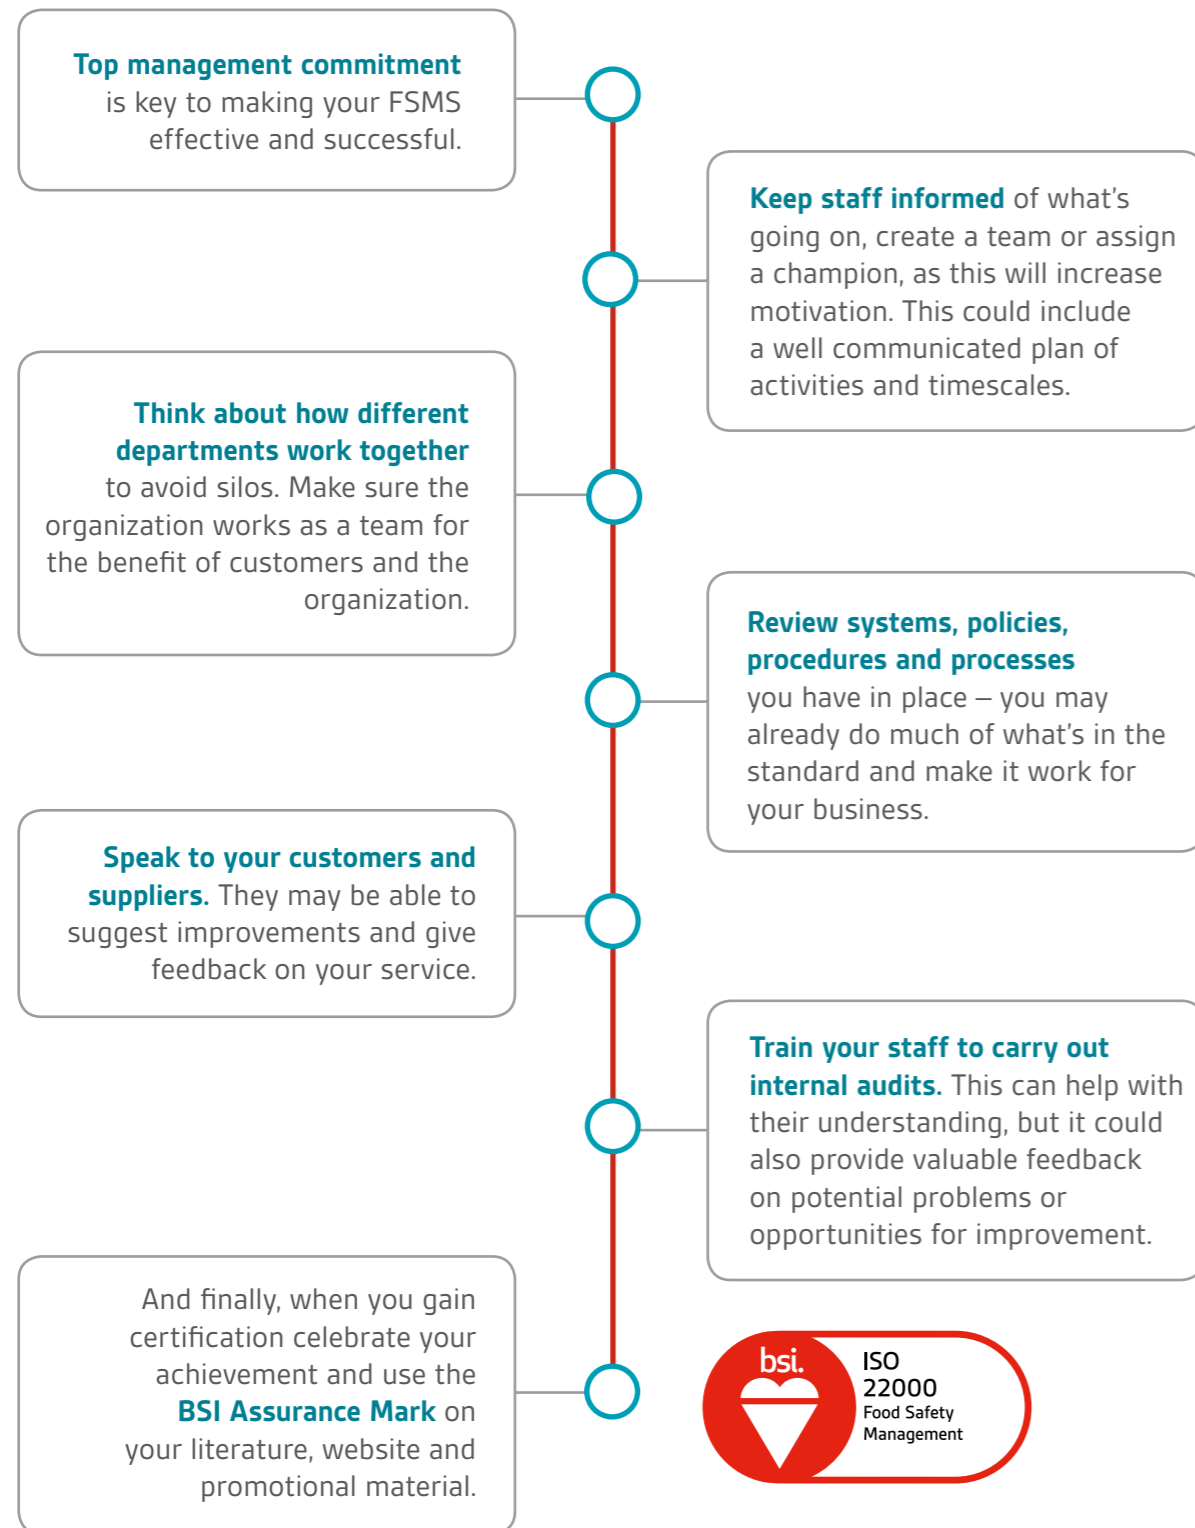 Top management commitment
is key to making your FSMS
effective and successful.
Keep staff informed of what's
going on, create a team or assign
a champion, as this will increase
motivation. This could include
a well communicated plan of
activities and timescales.
Think about how different
departments work together
to avoid silos. Make sure the
organization works as a team for
the benefit of customers and the
organization.
Review systems, policies,
procedures and processes
you have in place – you may
already do much of what's in the
standard and make it work for
your business.
Speak to your customers and
suppliers. They may be able to
suggest improvements and give
feedback on your service.
Train your staff to carry out
internal audits. This can help with
their understanding, but it could
also provide valuable feedback
on potential problems or
opportunities for improvement.
And finally, when you gain
certification celebrate your
achievement and use the
BSI Assurance Mark on
your literature, website and
promotional material.
bsi.
ISO
22000
Food Safety
Management